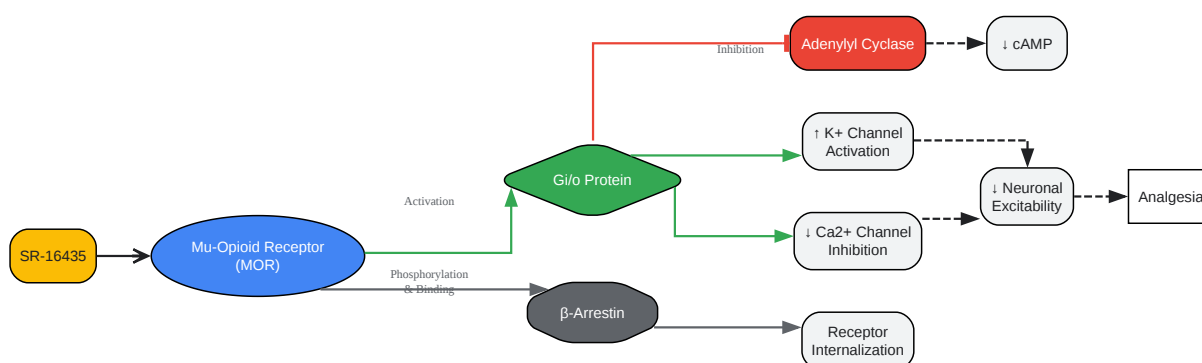 SR-16435
Mu-Opioid Receptor
(MOR)
Activation
Phosphorylation
& Binding
Gi/o Protein
β-Arrestin
Inhibition
Adenylyl Cyclase
↓ cAMP
↑ K+ Channel
Activation
↓ Ca2+ Channel
Inhibition
↓ Neuronal
Excitability
Analgesia
Receptor
Internalization